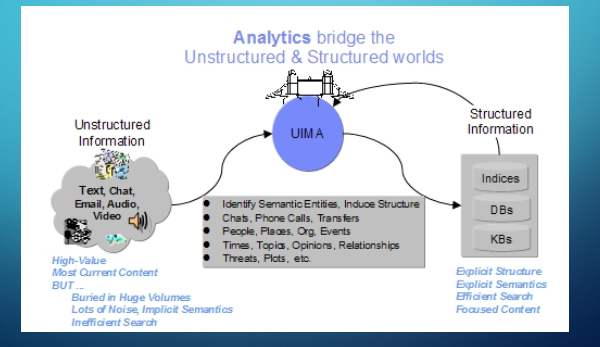 Analytics bridge the
Unstructured & Structured worlds
Unstructured
Information
Text, Chat,
Email, Audio,
Video
High-Value
Most Current Content
BUT ...
Buried in Huge Volumes
Lots of Noise, Implicit Semantics
Inefficient Search
UIMA
Identify Semantic Entities, Induce Structure
Chats, Phone Calls, Transfers
People, Places, Org, Events
Times, Topics, Opinions, Relationships
Threats, Plots, etc.
Structured
Information
Indices
DBs
KBs
Explicit Structure
Explicit Semantics
Efficient Search
Focused Content